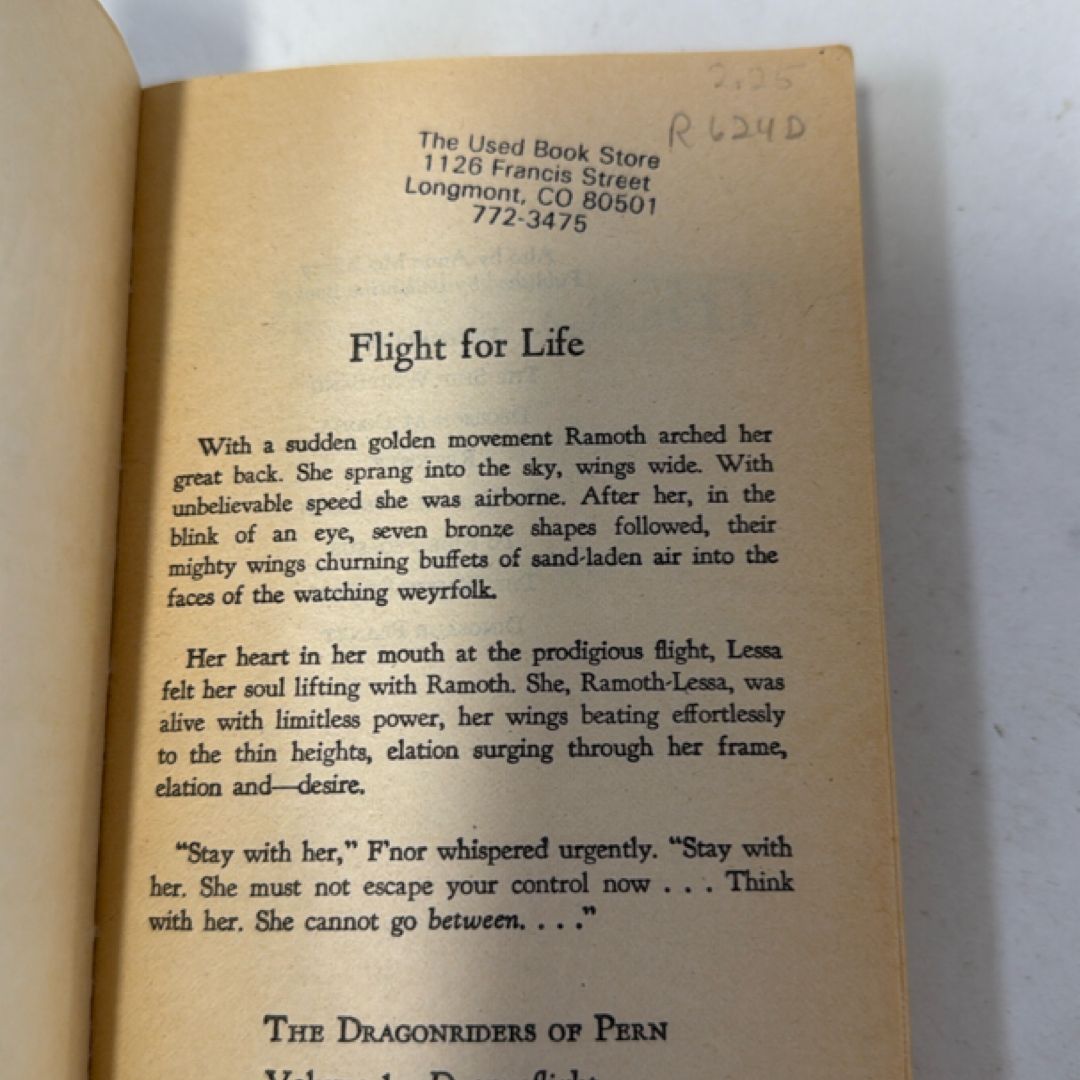 2.25
R624D
The Used Book Store
1126 Francis Street
Longmont, CO 80501
772-3475
Flight for Life
With a sudden golden movement Ramoth arched her
great back. She sprang into the sky, wings wide. With
unbelievable speed she was airborne. After her, in the
blink of an eye, seven bronze shapes followed, their
mighty wings churning buffets of sand-laden air into the
faces of the watching weyrfolk.
Her heart in her mouth at the prodigious flight, Lessa
felt her soul lifting with Ramoth. She, Ramoth-Lessa, was
alive with limitless power, her wings beating effortlessly
to the thin heights, elation surging through her frame,
elation and—desire.
“Stay with her,” F'nor whispered urgently. “Stay with
her. She must not escape your control now . . . Think
with her. She cannot go between. . . .”
THE DRAGONRIDERS OF PERN